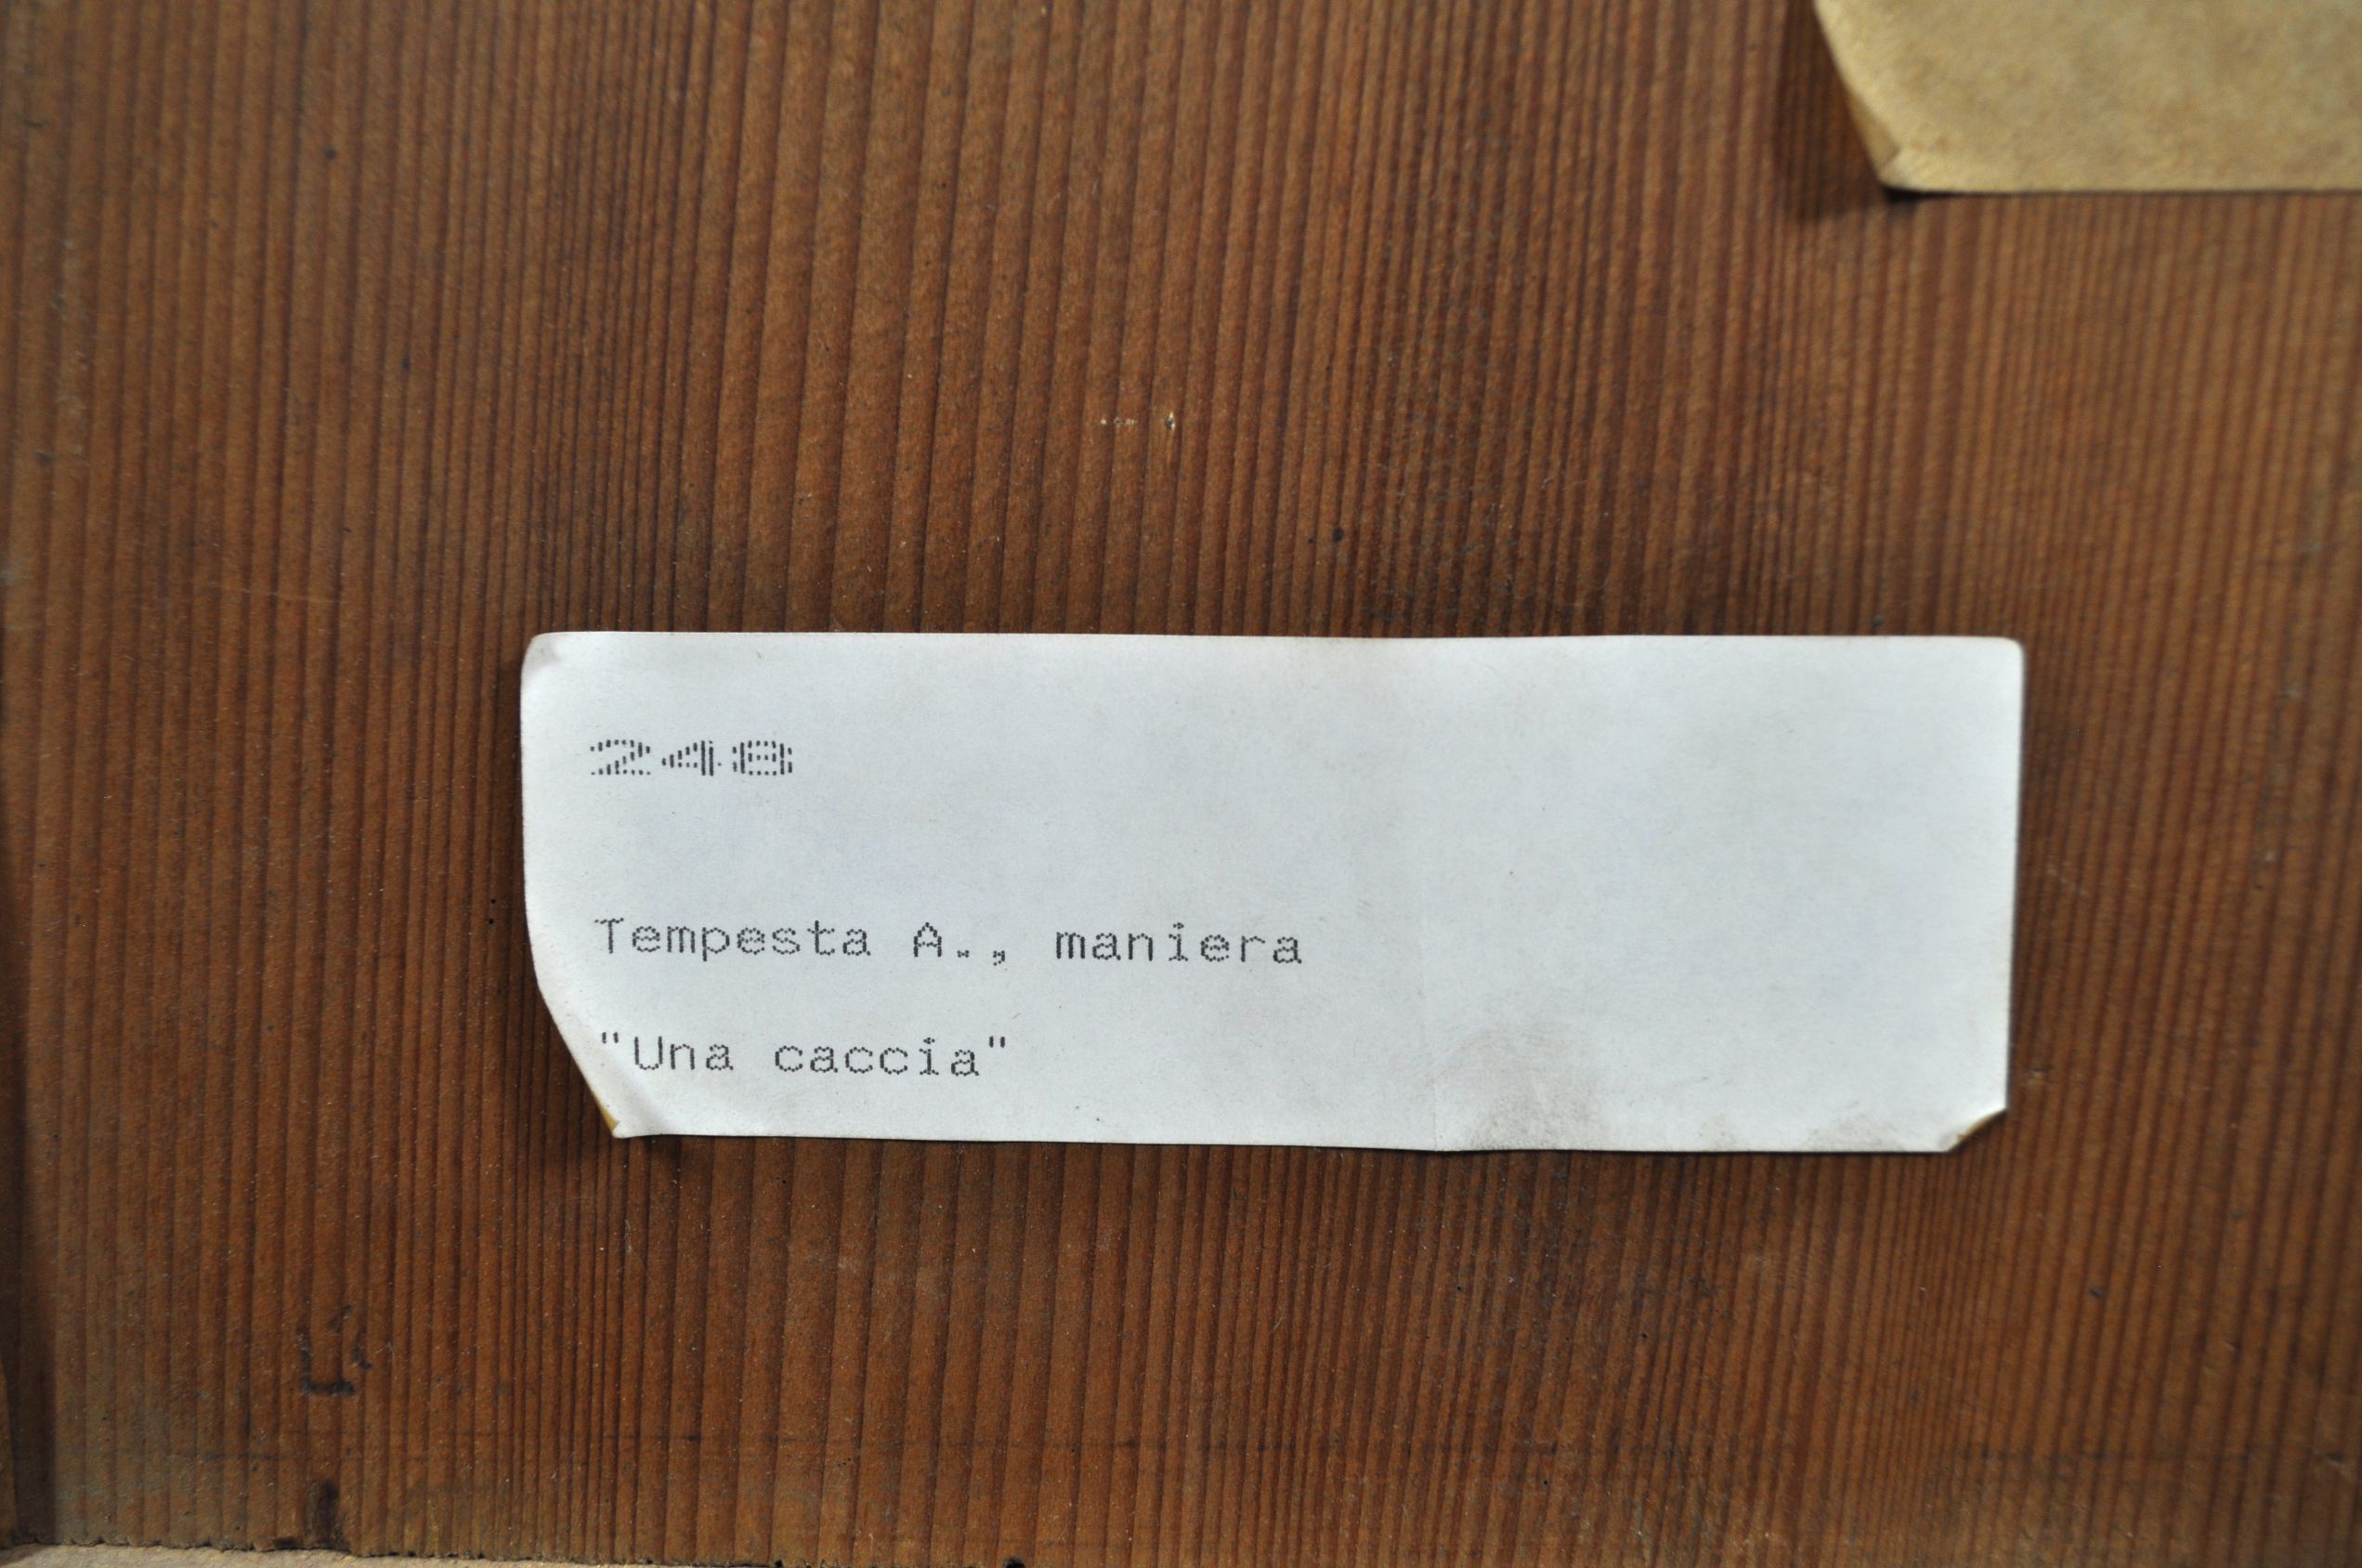 248
Tempesta A., maniera
"Una caccia"